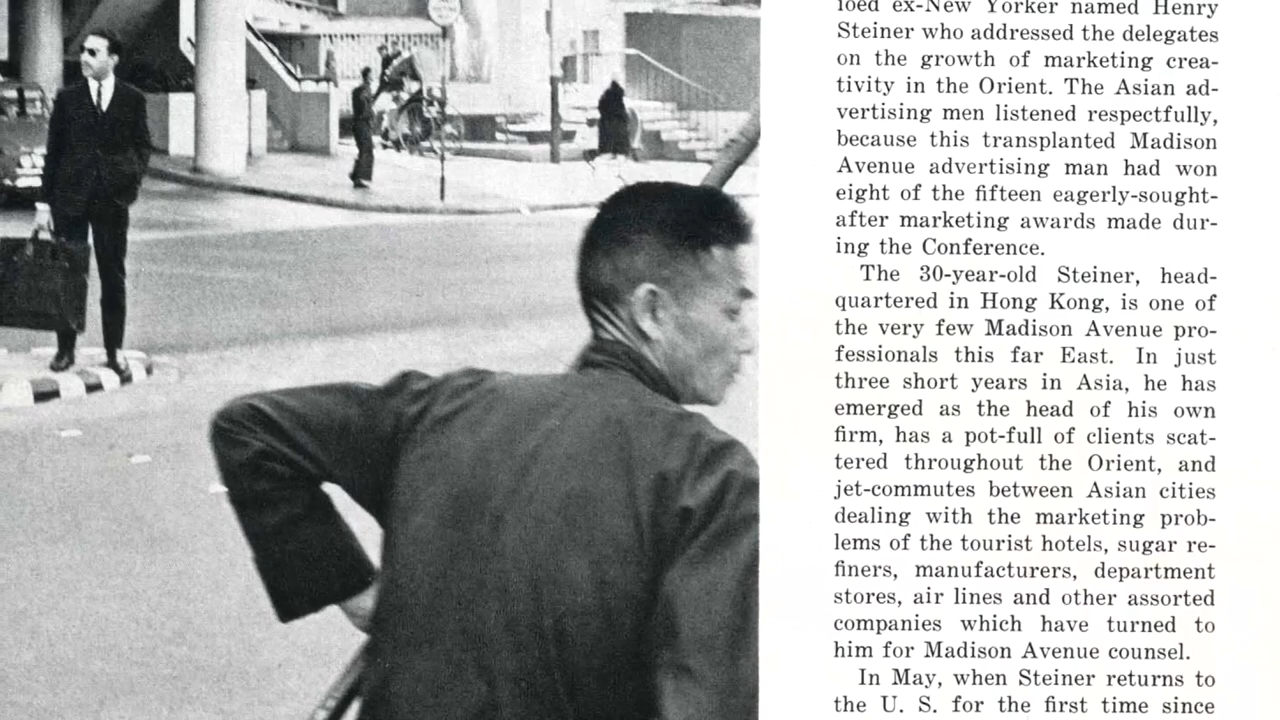 ioed ex-New Yorker named Henry
Steiner who addressed the delegates
on the growth of marketing crea-
tivity in the Orient. The Asian ad-
vertising men listened respectfully,
because this transplanted Madison
Avenue advertising man had won
eight of the fifteen eagerly-sought-
after marketing awards made dur-
ing the Conference.
The 30-year-old Steiner, head-
quartered in Hong Kong, is one of
the very few Madison Avenue pro-
fessionals this far East. In just
three short years in Asia, he has
emerged as the head of his own
firm, has a pot-full of clients scat-
tered throughout the Orient, and
jet-commutes between Asian cities
dealing with the marketing prob-
lems of the tourist hotels, sugar re-
finers, manufacturers, department
stores, air lines and other assorted
companies which have turned to
him for Madison Avenue counsel.
In May, when Steiner returns to
the U. S. for the first time since